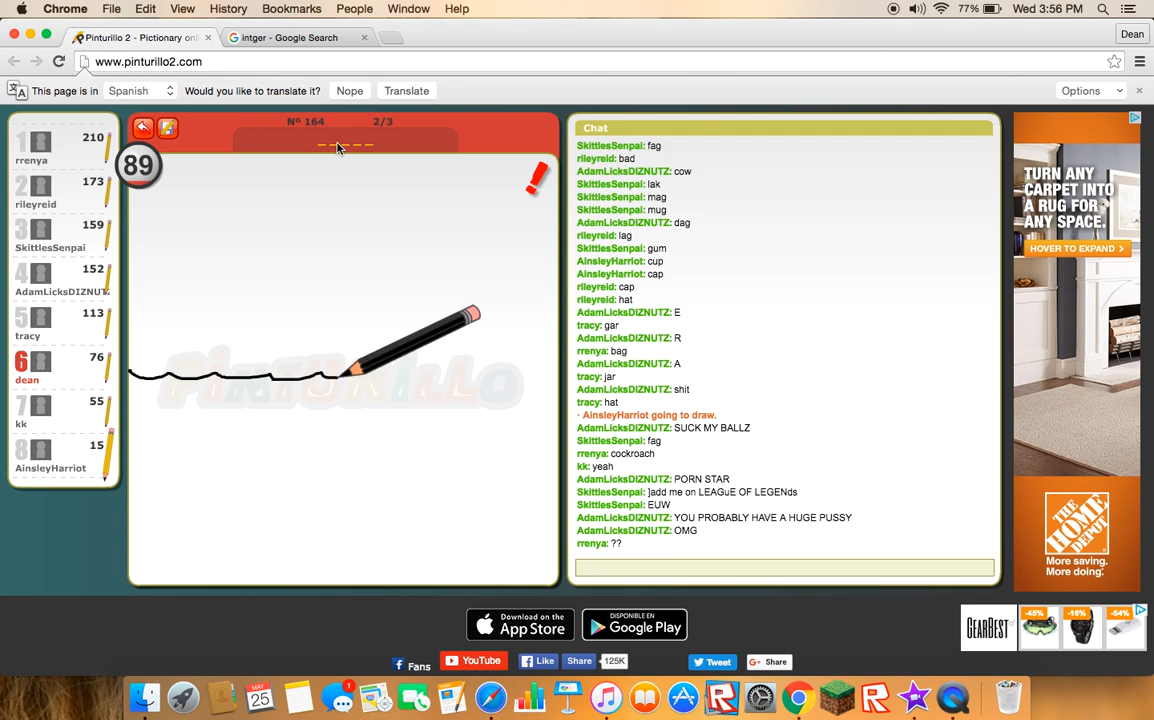 Chrome File Edit View History Bookmarks People Window Help 77% Wed 3:56 PM
Pinturillo 2 - Pictionary onl intger - Google Search Dean
www.pinturillo2.com
This page is in Spanish Would you like to translate it? Nope Translate Options
Nº 164 2/3
89
1 rrenya 210
2 rileyreid 173
3 SkittlesSenpai 159
4 AdamLicksDIZNUT 152
5 tracy 113
6 dean 76
7 kk 55
8 AinsleyHarriot 15
PINTURILLO
Chat
SkittlesSenpai: fag
rileyreid: bad
AdamLicksDIZNUTZ: cow
SkittlesSenpai: lak
SkittlesSenpai: mag
SkittlesSenpai: mug
AdamLicksDIZNUTZ: dag
rileyreid: lag
SkittlesSenpai: gum
AinsleyHarriot: cup
AinsleyHarriot: cap
rileyreid: cap
rileyreid: hat
AdamLicksDIZNUTZ: E
tracy: gar
AdamLicksDIZNUTZ: R
rrenya: bag
AdamLicksDIZNUTZ: A
tracy: jar
AdamLicksDIZNUTZ: shit
tracy: hat
· AinsleyHarriot going to draw.
AdamLicksDIZNUTZ: SUCK MY BALLZ
SkittlesSenpai: fag
rrenya: cockroach
kk: yeah
AdamLicksDIZNUTZ: PORN STAR
SkittlesSenpai: ]add me on LEAGuE OF LEGENds
SkittlesSenpai: EUW
AdamLicksDIZNUTZ: YOU PROBABLY HAVE A HUGE PUSSY
AdamLicksDIZNUTZ: OMG
rrenya: ??
TURN ANY
CARPET INTO
A RUG FOR
ANY SPACE.
HOVER TO EXPAND >
THE HOME DEPOT
More saving.
More doing.
Download on the App Store
DISPONIBLE EN Google Play
Fans YouTube Like Share 125K Tweet G+ Share
GEARBEST -45% -16% -54%
MAY 25
1